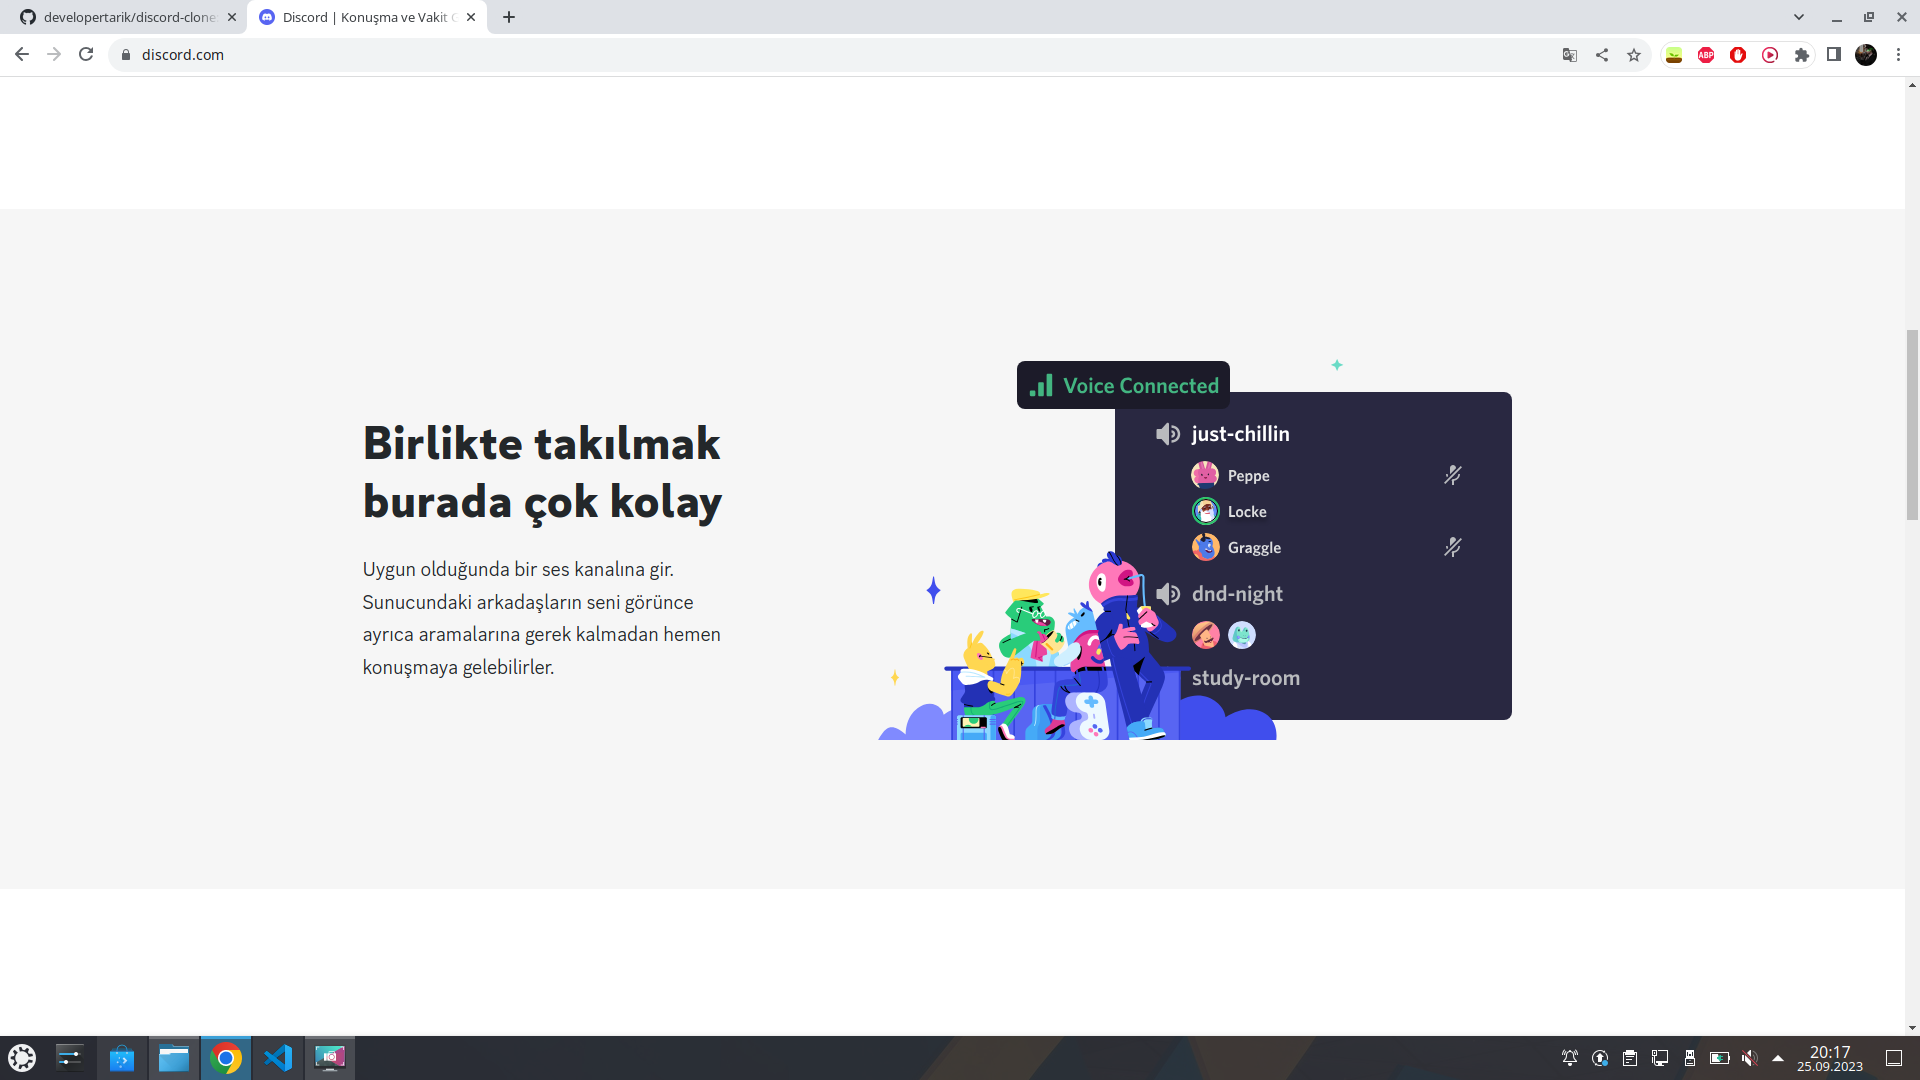 developertarik/discord-clone
Discord | Konuşma ve Vakit G
discord.com
ABP
Voice Connected
just-chillin
Peppe
Locke
Graggle
dnd-night
study-room
Birlikte takılmak
burada çok kolay
Uygun olduğunda bir ses kanalına gir.
Sunucundaki arkadaşların seni görünce
ayrıca aramalarına gerek kalmadan hemen
konuşmaya gelebilirler.
20:17
25.09.2023